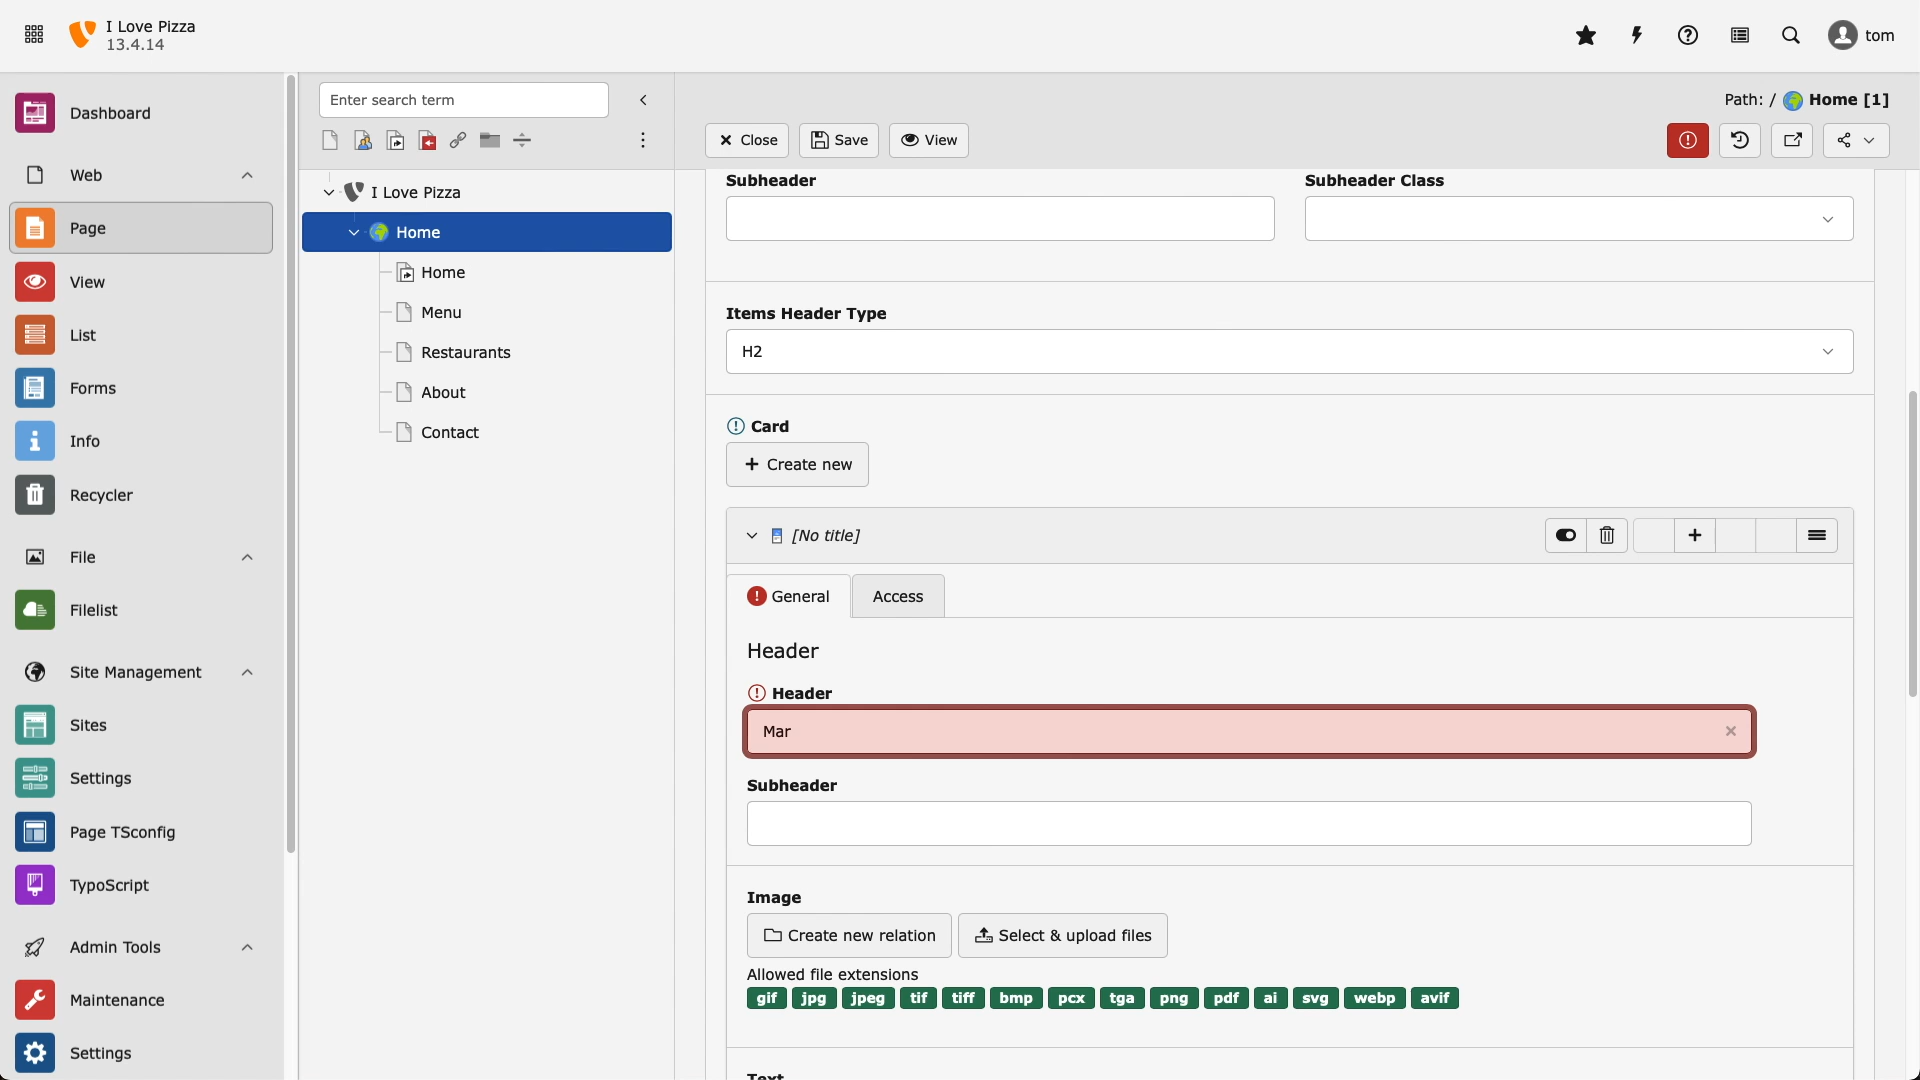 I Love Pizza
13.4.14
tom
Dashboard
Web
Page
View
List
Forms
Info
Recycler
File
Filelist
Site Management
Sites
Settings
Page TSconfig
TypoScript
Admin Tools
Maintenance
Settings
Enter search term
I Love Pizza
Home
Home
Menu
Restaurants
About
Contact
Path: / Home [1]
Close Save View
Subheader Subheader Class
Items Header Type
H2
Card
Create new
[No title]
General Access
Header
Header
Mar
Subheader
Image
Create new relation Select & upload files
Allowed file extensions
gif jpg jpeg tif tiff bmp pcx tga png pdf ai svg webp avif
Text